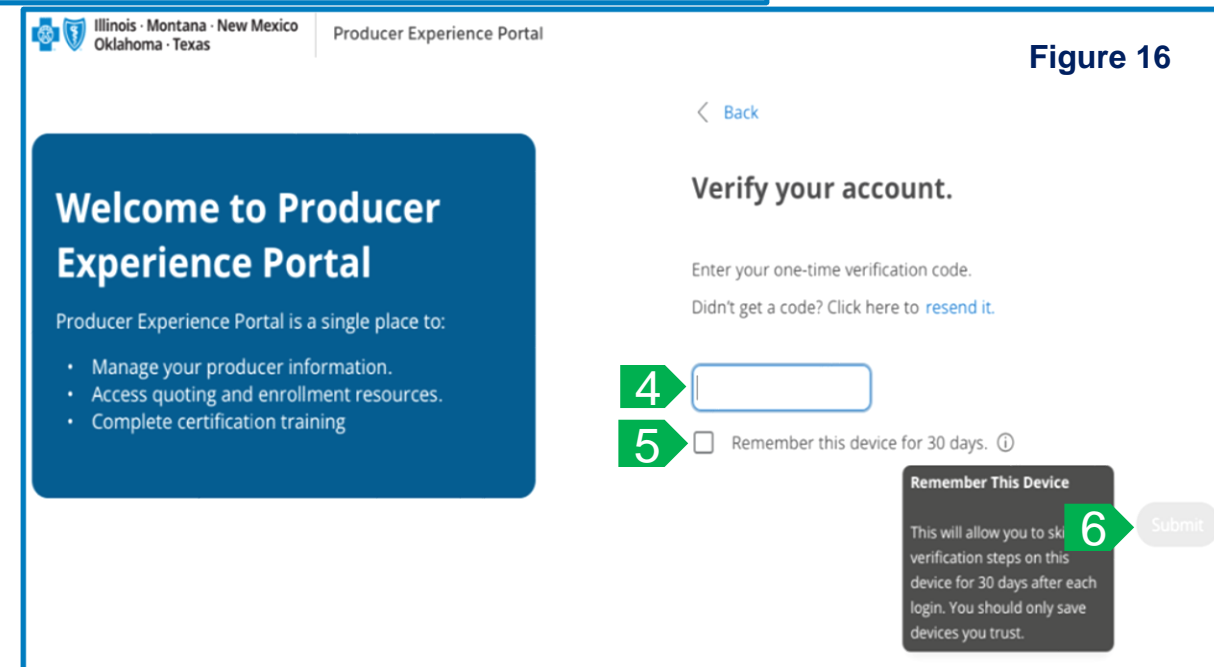 Illinois · Montana · New Mexico
Oklahoma · Texas
Producer Experience Portal
Figure 16
Back
Welcome to Producer
Experience Portal
Producer Experience Portal is a single place to:
• Manage your producer information.
• Access quoting and enrollment resources.
• Complete certification training
Verify your account.
Enter your one-time verification code.
Didn't get a code? Click here to resend it.
4
5
Remember this device for 30 days.
Remember This Device
This will allow you to
verification steps on this
device for 30 days after each
login. You should only save
devices you trust.
6
Submit